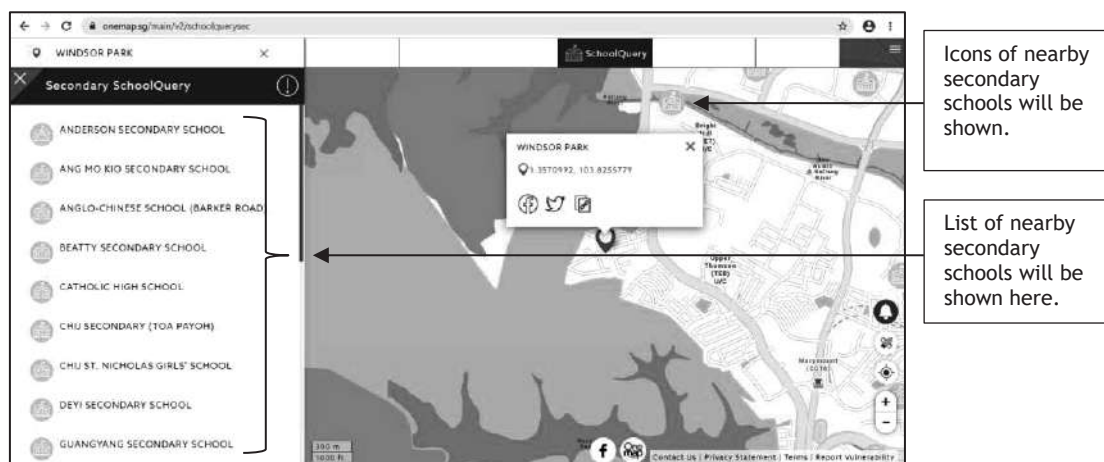 onemap.sg/main/v2/schoolquerysec
WINDSOR PARK
SchoolQuery
Secondary SchoolQuery
ANDERSON SECONDARY SCHOOL
ANG MO KIO SECONDARY SCHOOL
ANGLO-CHINESE SCHOOL (BARKER ROAD)
BEATTY SECONDARY SCHOOL
CATHOLIC HIGH SCHOOL
CHIJ SECONDARY (TOA PAYOH)
CHIJ ST. NICHOLAS GIRLS' SCHOOL
DEYI SECONDARY SCHOOL
GUANGYANG SECONDARY SCHOOL
WINDSOR PARK
1.3570992, 103.8255779
Bright
Upper
Thomson
(TE8)
U/C
Marymount
300 m
1000 ft
One
map
Contact Us | Privacy Statement | Terms | Report Vulnerability
Icons of nearby
secondary
schools will be
shown.
List of nearby
secondary
schools will be
shown here.